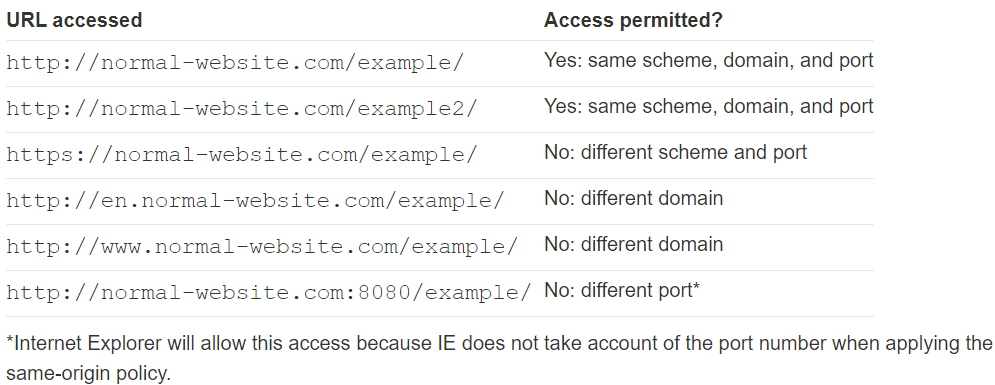 URL accessed Access permitted?
http://normal-website.com/example/ Yes: same scheme, domain, and port
http://normal-website.com/example2/ Yes: same scheme, domain, and port
https://normal-website.com/example/ No: different scheme and port
http://en.normal-website.com/example/ No: different domain
http://www.normal-website.com/example/ No: different domain
http://normal-website.com:8080/example/ No: different port*
*Internet Explorer will allow this access because IE does not take account of the port number when applying the
same-origin policy.